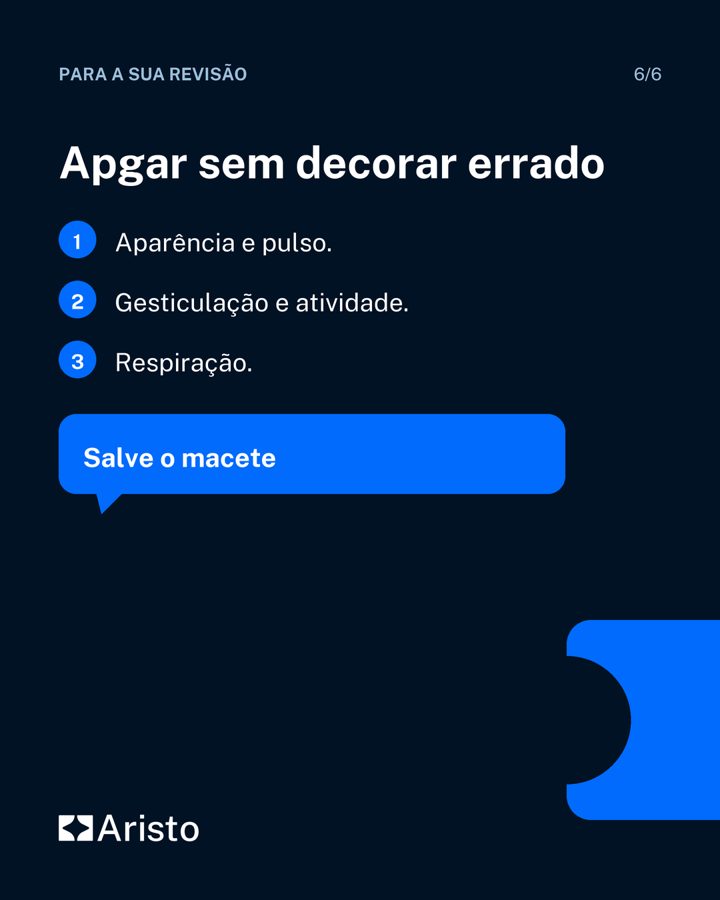 PARA A SUA REVISÃO
6/6
Apgar sem decorar errado
1 Aparência e pulso.
2 Gesticulação e atividade.
3 Respiração.
Salve o macete
Aristo